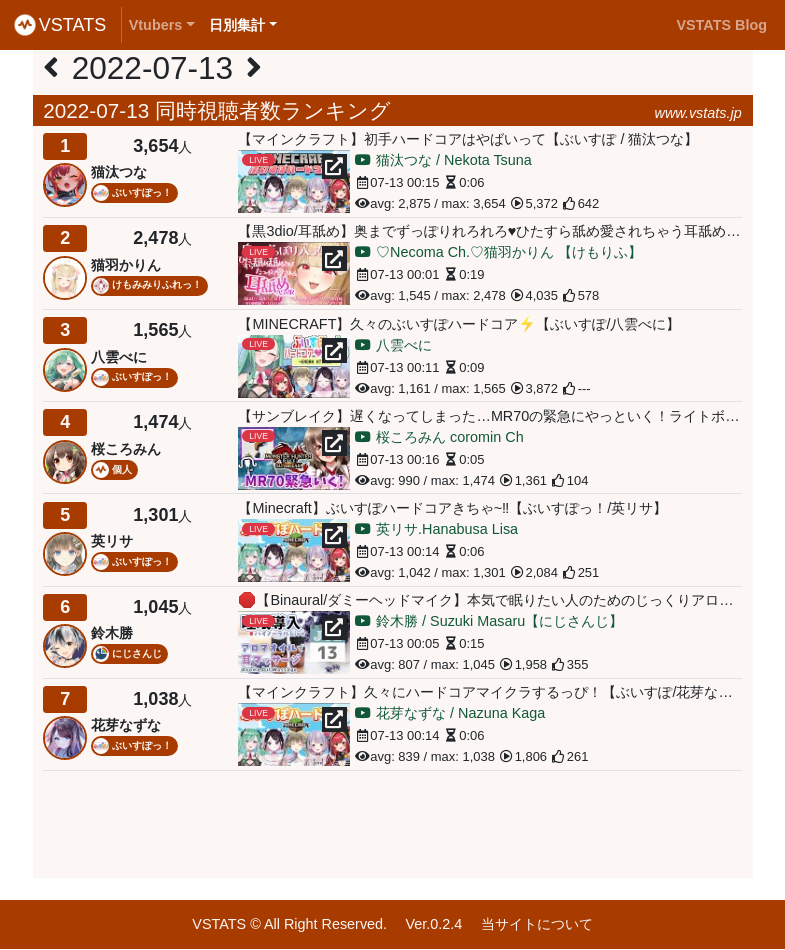 VSTATS Vtubers 日別集計 VSTATS Blog
2022-07-13
2022-07-13 同時視聴者数ランキング www.vstats.jp
1 3,654人
猫汰つな
ぶいすぽっ！
【マインクラフト】初手ハードコアはやばいって【ぶいすぽ / 猫汰つな】
LIVE
猫汰つな / Nekota Tsuna
07-13 00:15 0:06
avg: 2,875 / max: 3,654 5,372 642
2 2,478人
猫羽かりん
けもみみりふれっ！
【黒3dio/耳舐め】奥までずっぽりれろれろ♥ひたすら舐め愛されちゃう耳舐め…
LIVE
耳舐め
♡Necoma Ch.♡猫羽かりん 【けもりふ】
07-13 00:01 0:19
avg: 1,545 / max: 2,478 4,035 578
3 1,565人
八雲べに
ぶいすぽっ！
【MINECRAFT】久々のぶいすぽハードコア⚡【ぶいすぽ/八雲べに】
LIVE
八雲べに
07-13 00:11 0:09
avg: 1,161 / max: 1,565 3,872 ---
4 1,474人
桜ころみん
個人
【サンブレイク】遅くなってしまった…MR70の緊急にやっといく！ライトボ…
LIVE
MR70緊急いく!
桜ころみん coromin Ch
07-13 00:16 0:05
avg: 990 / max: 1,474 1,361 104
5 1,301人
英リサ
ぶいすぽっ！
【Minecraft】ぶいすぽハードコアきちゃ~‼【ぶいすぽっ！/英リサ】
LIVE
英リサ.Hanabusa Lisa
07-13 00:14 0:06
avg: 1,042 / max: 1,301 2,084 251
6 1,045人
鈴木勝
にじさんじ
🛑【Binaural/ダミーヘッドマイク】本気で眠りたい人のためのじっくりアロ…
LIVE
アロマオイルで
耳マッサージ
13
鈴木勝 / Suzuki Masaru【にじさんじ】
07-13 00:05 0:15
avg: 807 / max: 1,045 1,958 355
7 1,038人
花芽なずな
ぶいすぽっ！
【マインクラフト】久々にハードコアマイクラするっぴ！【ぶいすぽ/花芽な…
LIVE
花芽なずな / Nazuna Kaga
07-13 00:14 0:06
avg: 839 / max: 1,038 1,806 261
VSTATS © All Right Reserved. Ver.0.2.4 当サイトについて